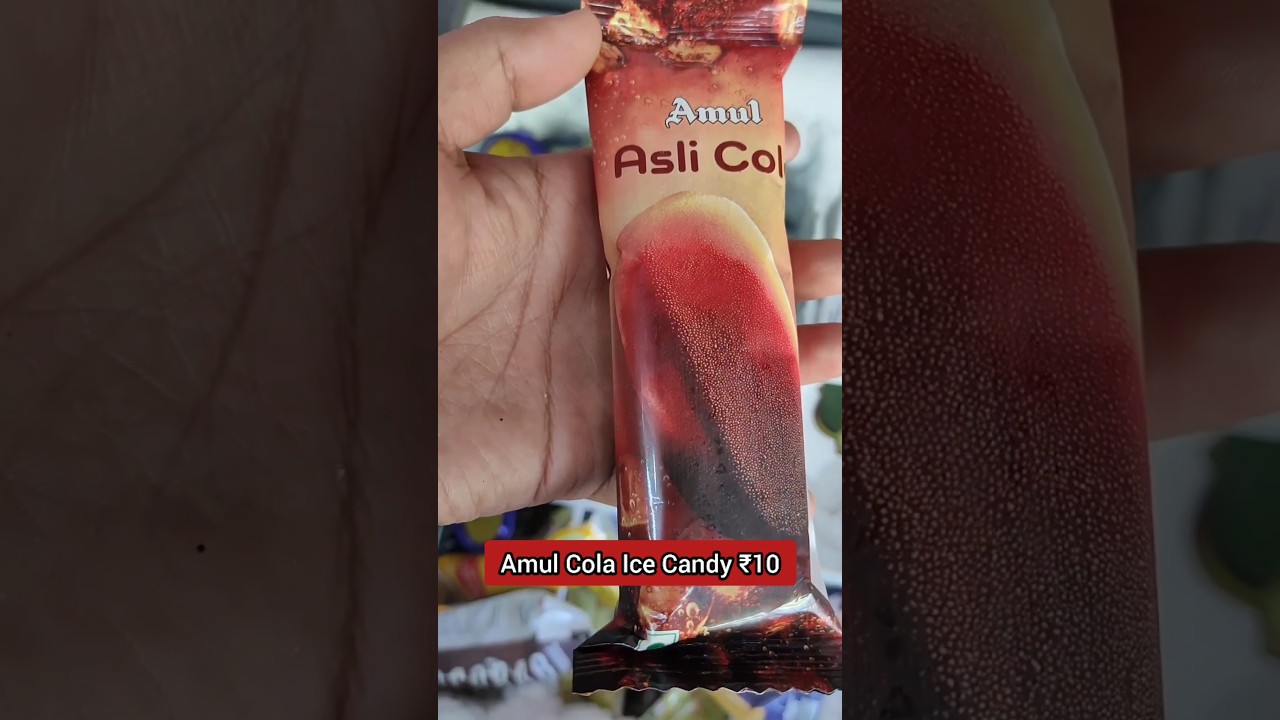 Amul
Asli Col
Amul Cola Ice Candy ₹10